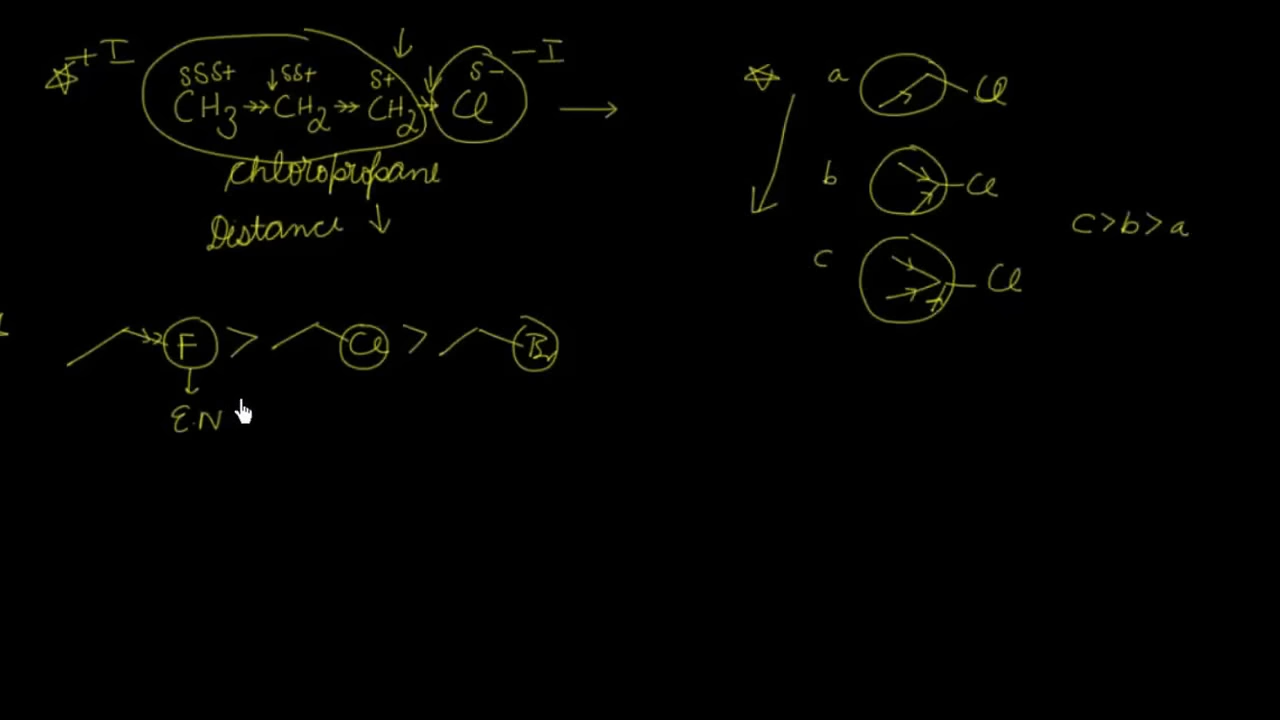 +I δδδ+ δδ+ δ+ δ- -I
CH3 →» CH2 →» CH2 →» Cl →
Chloropropane
Distance ↓
F > Cl > Br
↓
E.N
a Cl
b Cl
c Cl
c>b>a